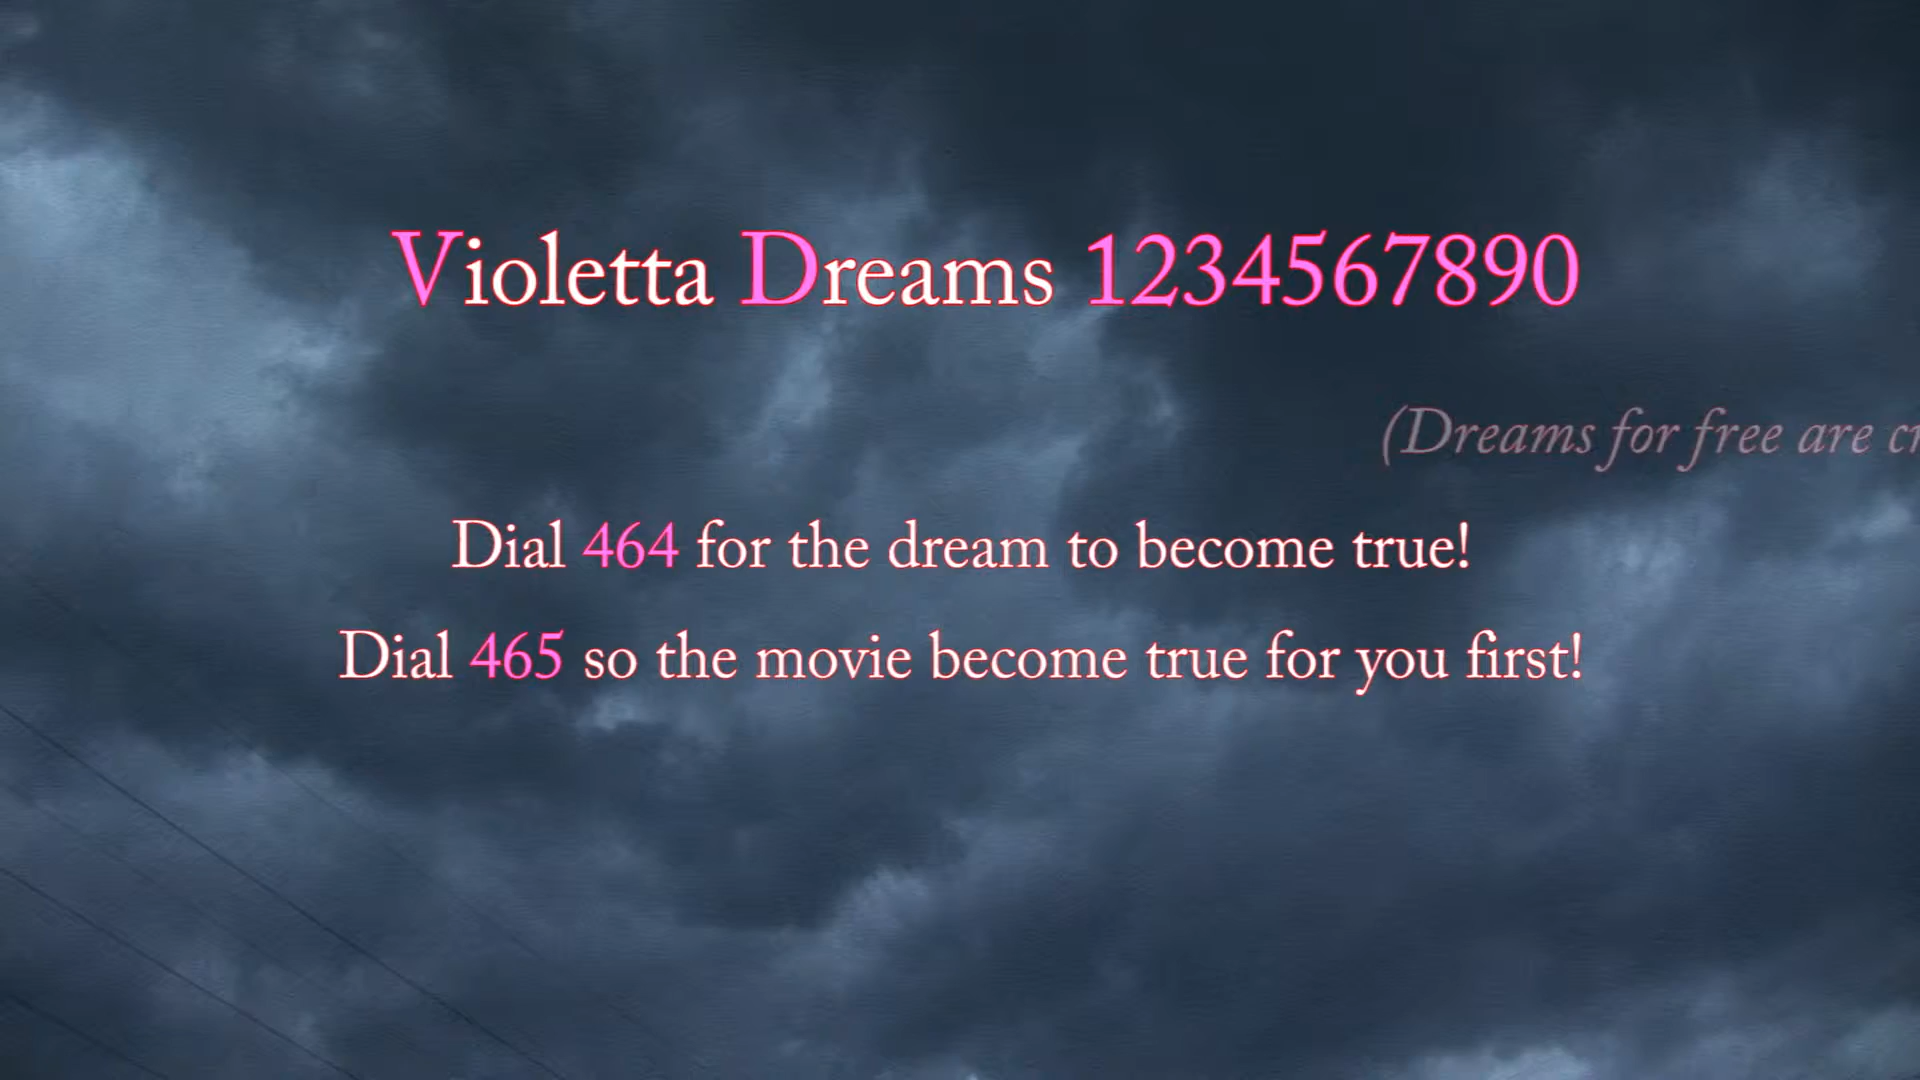 Violetta Dreams 1234567890
(Dreams for free are
Dial 464 for the dream to become true!
Dial 465 so the movie become true for you first!